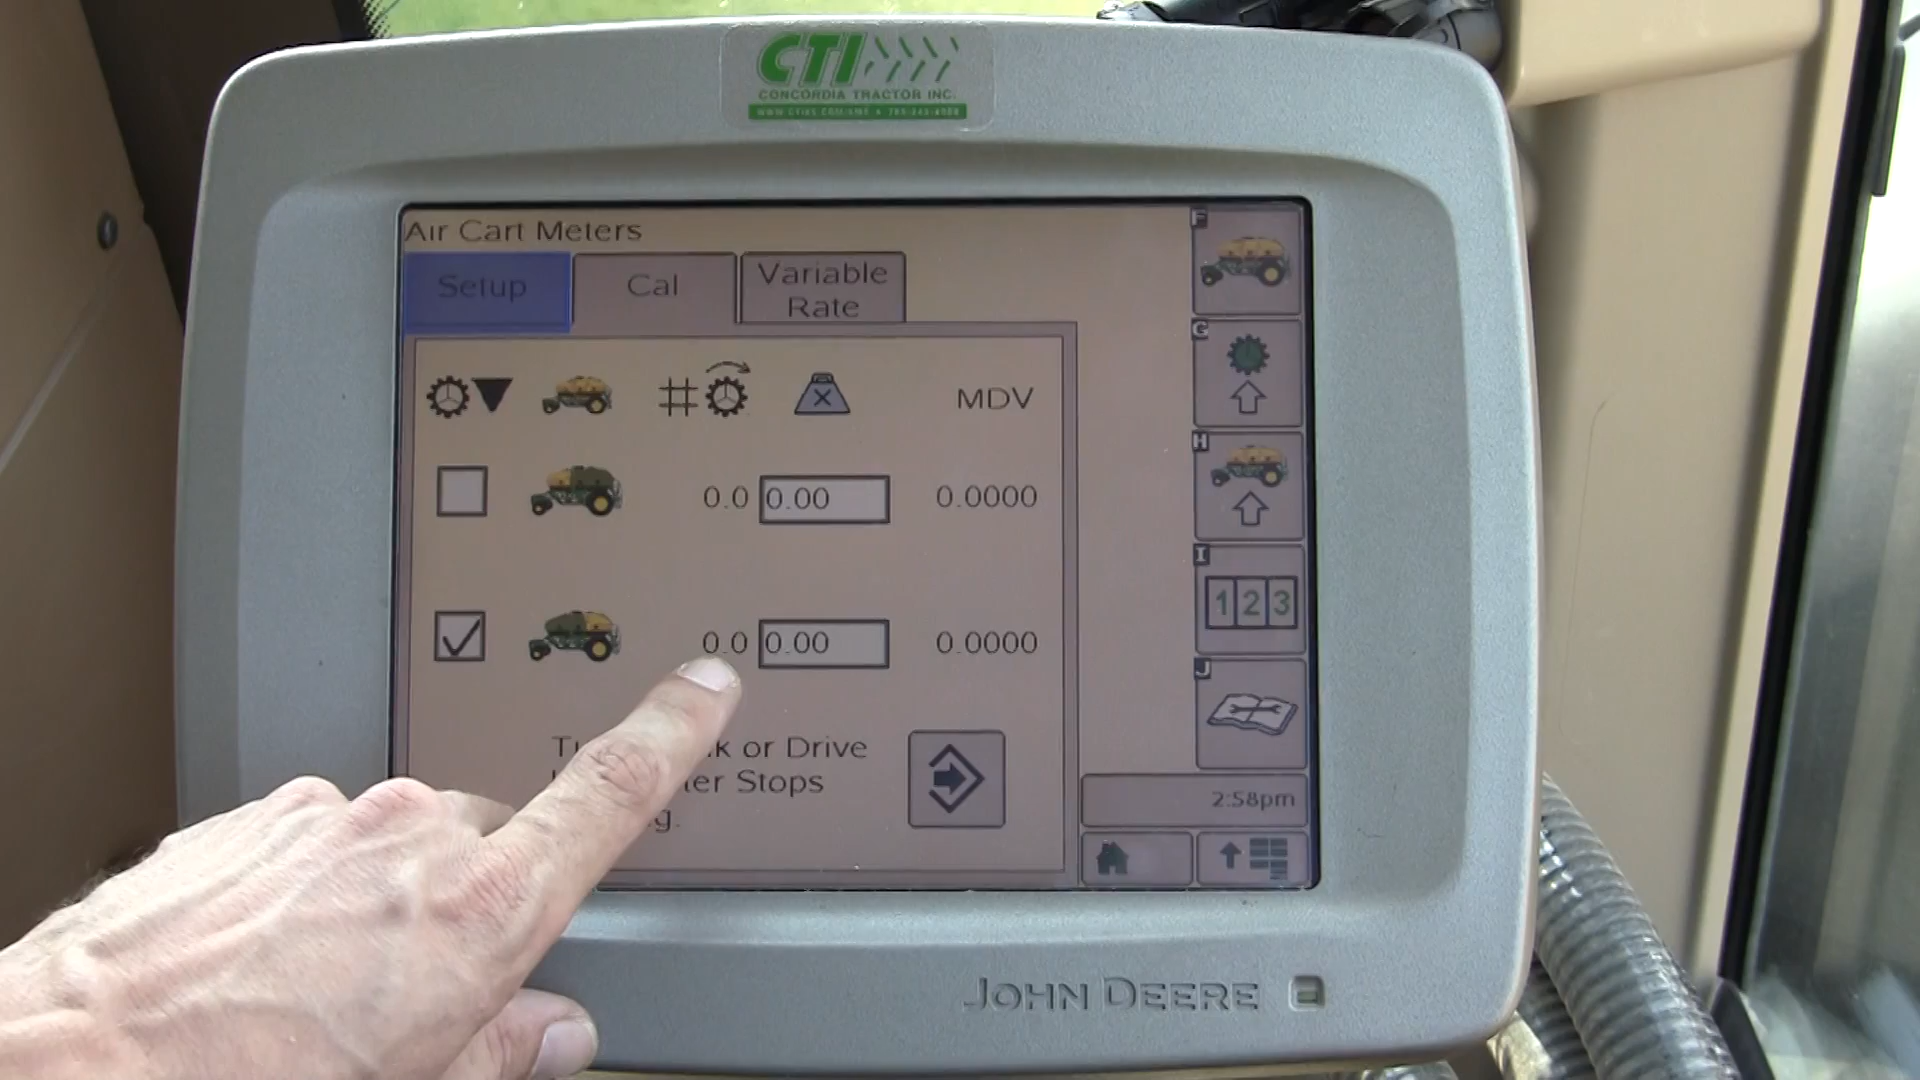 CTI
CONCORDIA TRACTOR INC.
Air Cart Meters
Setup
Cal
Variable
Rate
MDV
0.0 0.00 0.0000
0.0 0.00 0.0000
or Drive
Stops
F
G
H
I
1 2 3
J
2:58pm
JOHN DEERE